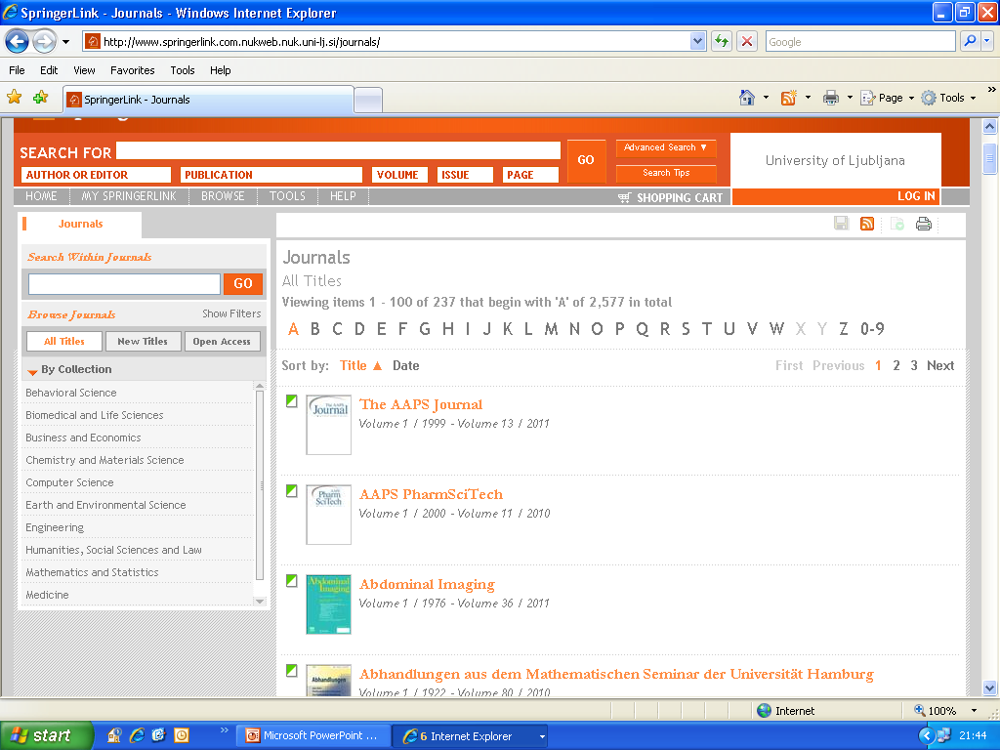 SpringerLink - Journals - Windows Internet Explorer
http://www.springerlink.com.nukweb.nuk.uni-lj.si/journals/
Google
File Edit View Favorites Tools Help
SpringerLink - Journals
Page Tools
SEARCH FOR
GO
Advanced Search ▼
Search Tips
AUTHOR OR EDITOR PUBLICATION VOLUME ISSUE PAGE
University of Ljubljana
HOME MY SPRINGERLINK BROWSE TOOLS HELP SHOPPING CART LOG IN
Journals
Search Within Journals
GO
Browse Journals Show Filters
All Titles New Titles Open Access
By Collection
Behavioral Science
Biomedical and Life Sciences
Business and Economics
Chemistry and Materials Science
Computer Science
Earth and Environmental Science
Engineering
Humanities, Social Sciences and Law
Mathematics and Statistics
Medicine
Journals
All Titles
Viewing items 1 - 100 of 237 that begin with 'A' of 2,577 in total
A B C D E F G H I J K L M N O P Q R S T U V W X Y Z 0-9
Sort by: Title ▲ Date First Previous 1 2 3 Next
The AAPS Journal
Volume 1 / 1999 - Volume 13 / 2011
Journal
AAPS PharmSciTech
Volume 1 / 2000 - Volume 11 / 2010
Pharm
SciTech
Abdominal Imaging
Volume 1 / 1976 - Volume 36 / 2011
Abdominal
Imaging
Abhandlungen aus dem Mathematischen Seminar der Universität Hamburg
Volume 1 / 1922 - Volume 80 / 2010
Abhandlungen
Internet 100%
start Microsoft PowerPoint ... 6 Internet Explorer 21:44